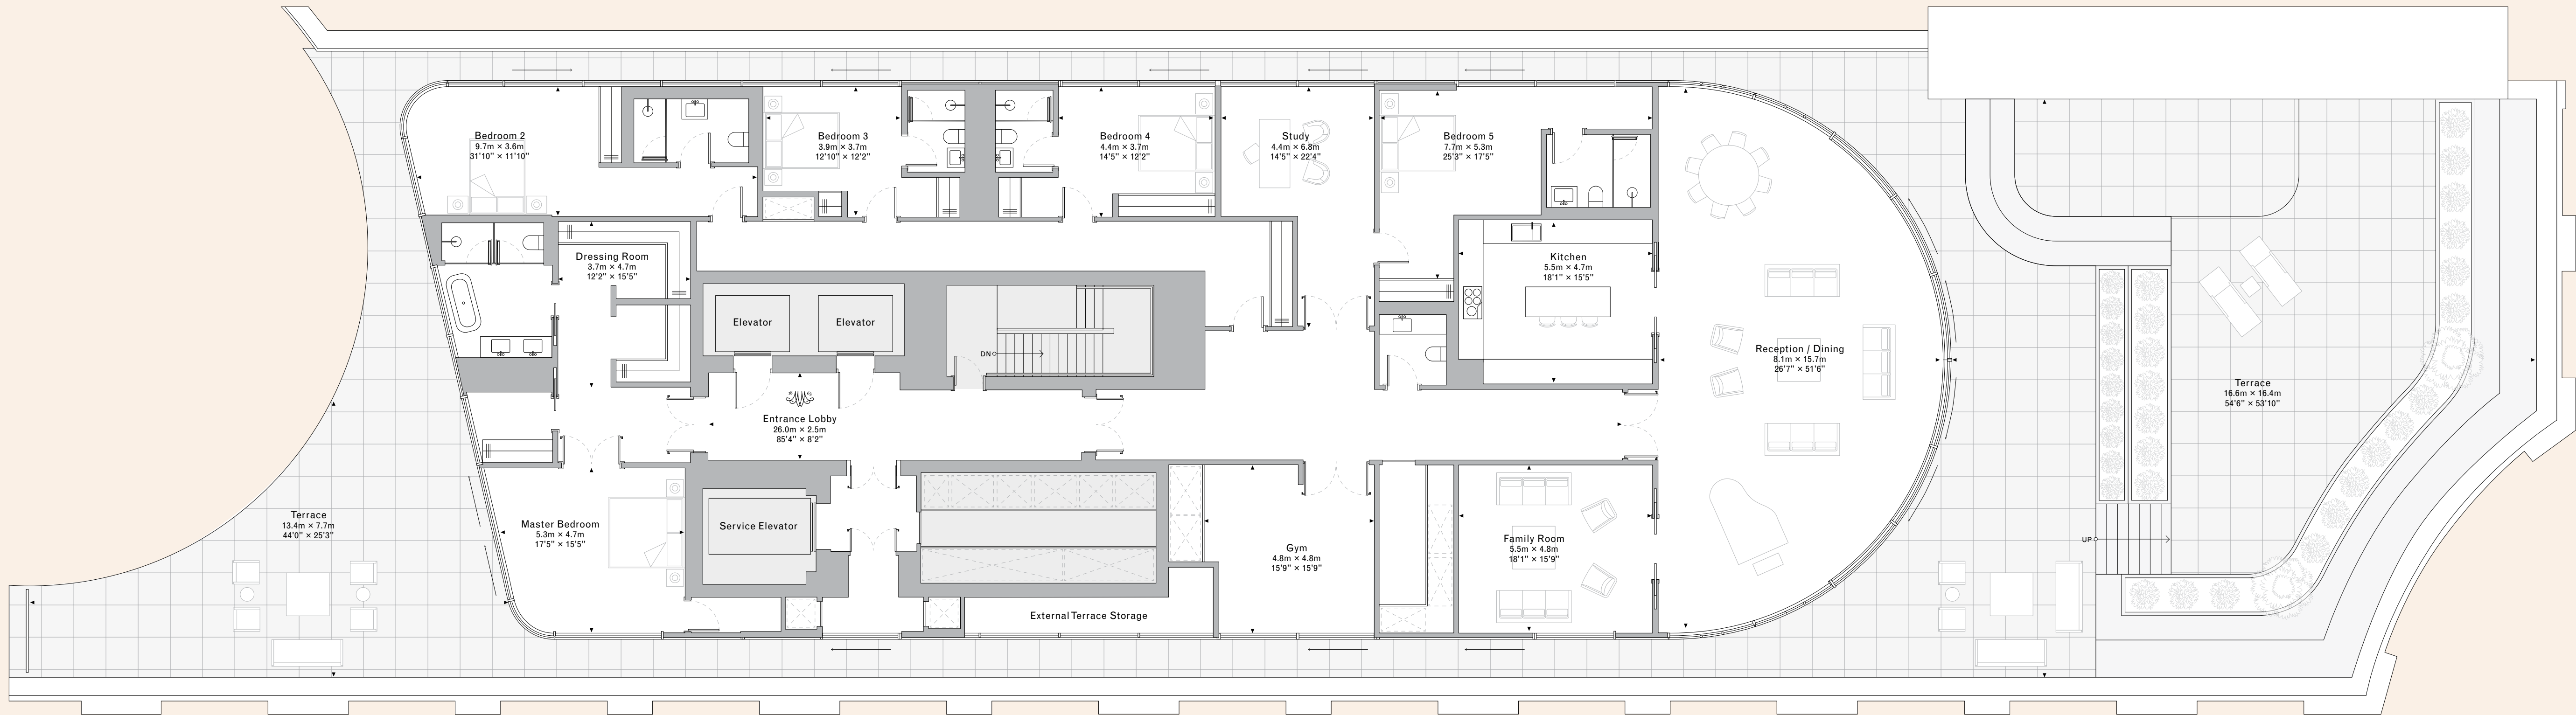 Bedroom 2
9.7m × 3.6m
31'10" × 11'10"
Bedroom 3
3.9m × 3.7m
12'10" × 12'2"
Bedroom 4
4.4m × 3.7m
14'5" × 12'2"
Study
4.4m × 6.8m
14'5" × 22'4"
Bedroom 5
7.7m × 5.3m
25'3" × 17'5"
Dressing Room
3.7m × 4.7m
12'2" × 15'5"
Kitchen
5.5m × 4.7m
18'1" × 15'5"
Elevator
Elevator
DN
Reception / Dining
8.1m × 15.7m
26'7" × 51'6"
Terrace
16.6m × 16.4m
54'6" × 53'10"
Entrance Lobby
26.0m × 2.5m
85'4" × 8'2"
Terrace
13.4m × 7.7m
44'0" × 25'3"
Master Bedroom
5.3m × 4.7m
17'5" × 15'5"
Service Elevator
Gym
4.8m × 4.8m
15'9" × 15'9"
Family Room
5.5m × 4.8m
18'1" × 15'9"
UP
External Terrace Storage